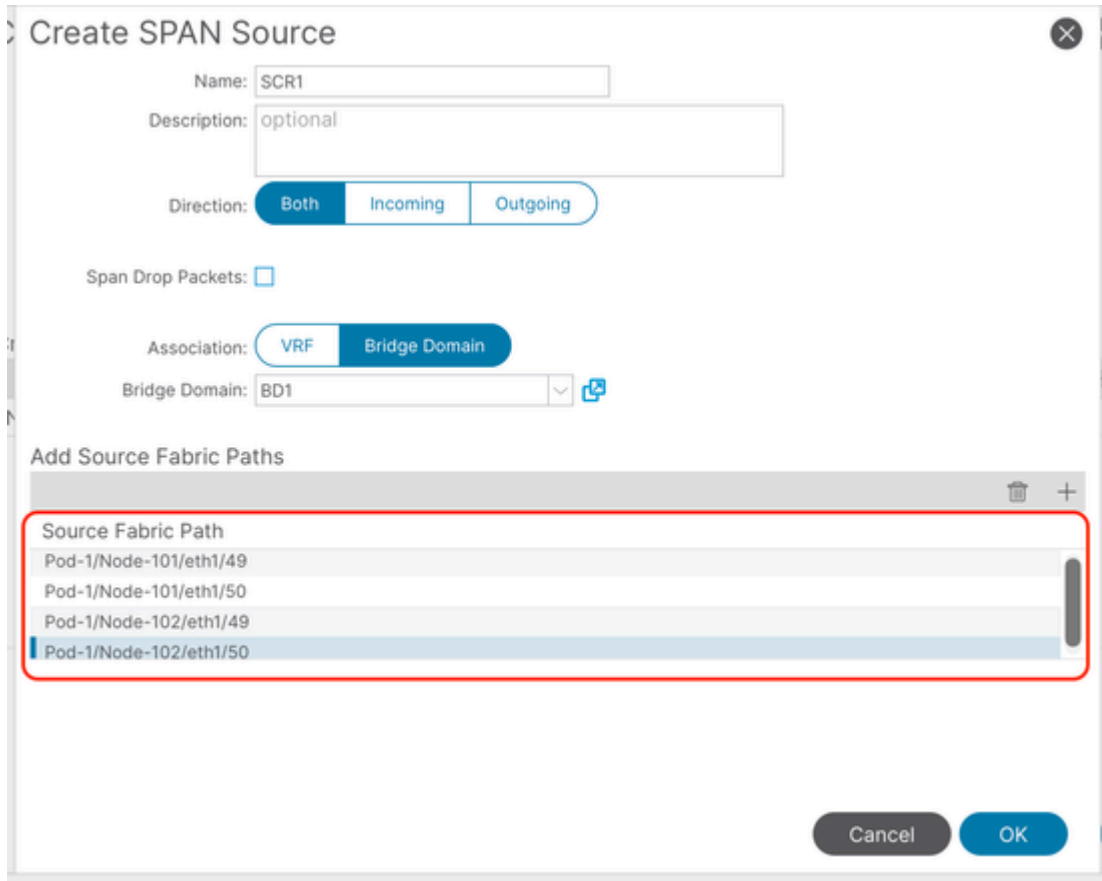 Create SPAN Source
Name: SCR1
Description: optional
Direction: Both Incoming Outgoing
Span Drop Packets:
Association: VRF Bridge Domain
Bridge Domain: BD1
Add Source Fabric Paths
Source Fabric Path
Pod-1/Node-101/eth1/49
Pod-1/Node-101/eth1/50
Pod-1/Node-102/eth1/49
Pod-1/Node-102/eth1/50
Cancel OK